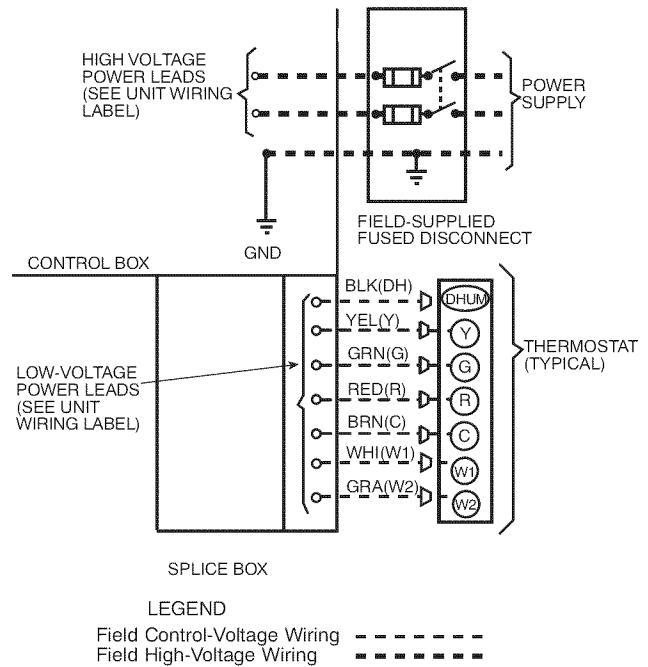 HIGH VOLTAGE
POWER LEADS
(SEE UNIT WIRING
LABEL)
POWER
SUPPLY
FIELD-SUPPLIED
FUSED DISCONNECT
GND
CONTROL BOX
BLK(DH)
DHUM
YEL(Y)
Y
GRN(G)
G
RED(R)
R
BRN(C)
C
WHI(W1)
W1
GRA(W2)
W2
THERMOSTAT
(TYPICAL)
LOW-VOLTAGE
POWER LEADS
(SEE UNIT
WIRING LABEL)
SPLICE BOX
LEGEND
Field Control-Voltage Wiring
Field High-Voltage Wiring